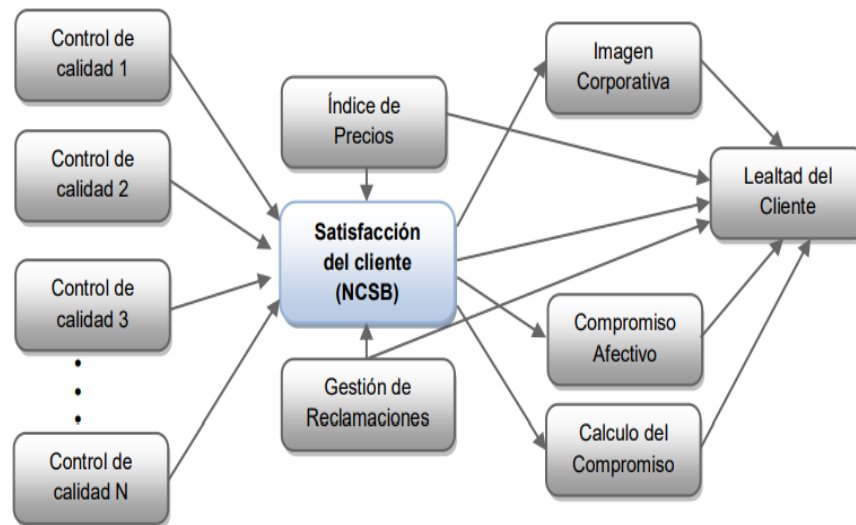 Control de
calidad 1
Control de
calidad 2
Control de
calidad 3
Control de
calidad N
Índice de
Precios
Satisfacción
del cliente
(NCSB)
Gestión de
Reclamaciones
Imagen
Corporativa
Compromiso
Afectivo
Calculo del
Compromiso
Lealtad del
Cliente